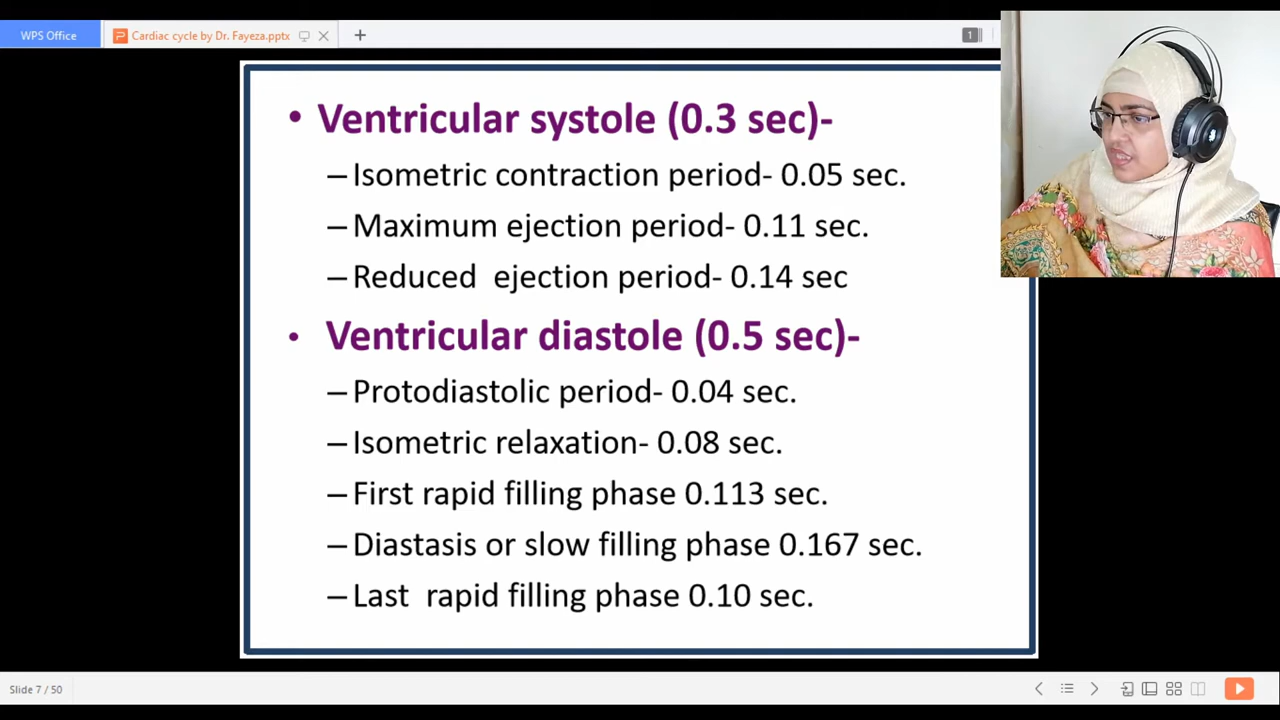 WPS Office
Cardiac cycle by Dr. Fayeza.pptx
1
• Ventricular systole (0.3 sec)-
–Isometric contraction period- 0.05 sec.
–Maximum ejection period- 0.11 sec.
–Reduced ejection period- 0.14 sec
• Ventricular diastole (0.5 sec)-
–Protodiastolic period- 0.04 sec.
–Isometric relaxation- 0.08 sec.
–First rapid filling phase 0.113 sec.
–Diastasis or slow filling phase 0.167 sec.
–Last rapid filling phase 0.10 sec.
Slide 7 / 50